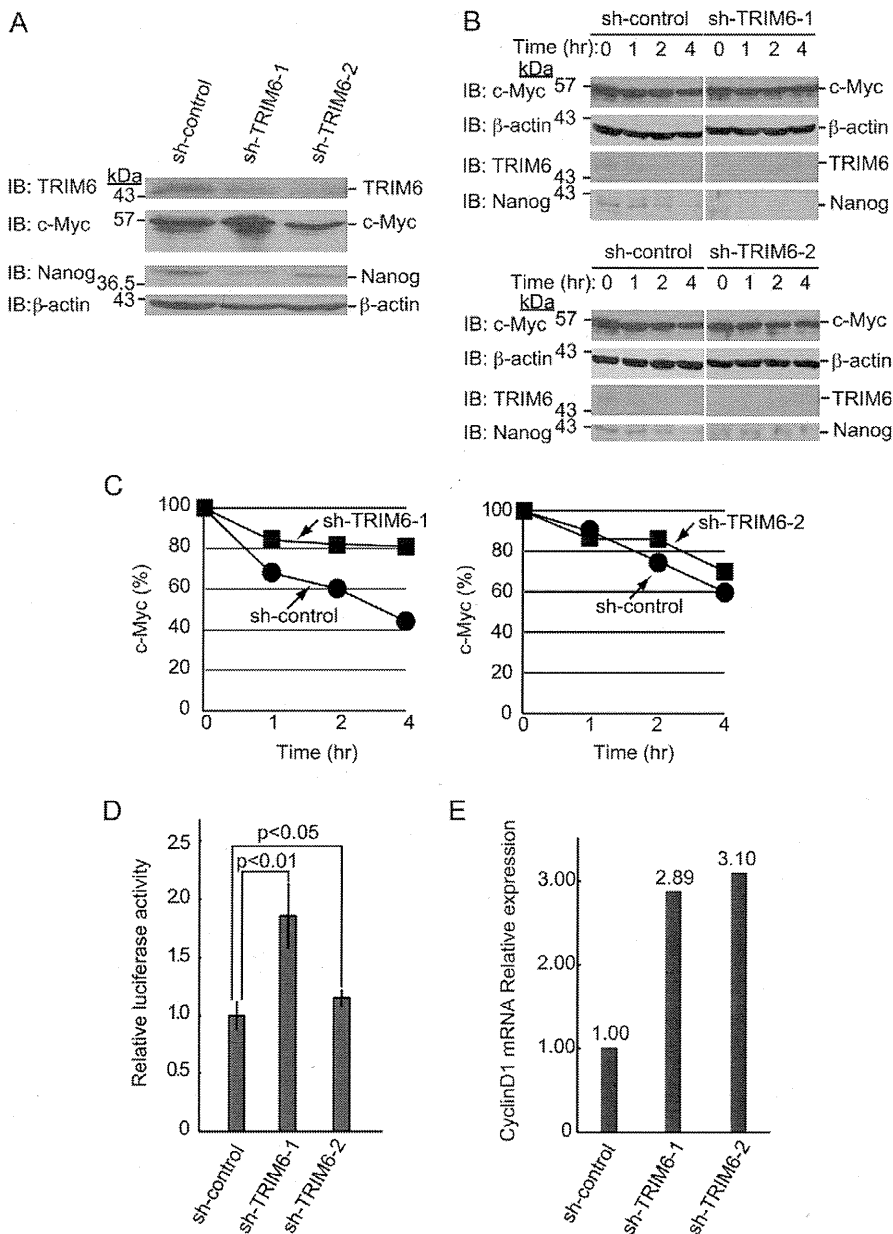 A
sh-control
sh-TRIM6-1
sh-TRIM6-2
kDa
IB: TRIM6
43
TRIM6
IB: c-Myc
57
c-Myc
IB: Nanog
36.5
Nanog
IB:β-actin
43
β-actin
B
sh-control sh-TRIM6-1
Time (hr): 0 1 2 4 0 1 2 4
kDa
IB: c-Myc 57 c-Myc
IB: β-actin 43 β-actin
IB: TRIM6 43 TRIM6
IB: Nanog 43 Nanog
sh-control sh-TRIM6-2
Time (hr): 0 1 2 4 0 1 2 4
kDa
IB: c-Myc 57 c-Myc
IB: β-actin 43 β-actin
IB: TRIM6 43 TRIM6
IB: Nanog 43 Nanog
C
c-Myc (%)
100
80
60
40
20
0
sh-TRIM6-1
sh-control
0 1 2 4
Time (hr)
c-Myc (%)
100
80
60
40
20
0
sh-TRIM6-2
sh-control
0 1 2 4
Time (hr)
D
Relative luciferase activity
2.5
2.0
1.5
1.0
0.5
0
p<0.05
p<0.01
sh-control
sh-TRIM6-1
sh-TRIM6-2
E
CyclinD1 mRNA Relative expression
3.00
2.00
1.00
0
1.00
2.89
3.10
sh-control
sh-TRIM6-1
sh-TRIM6-2